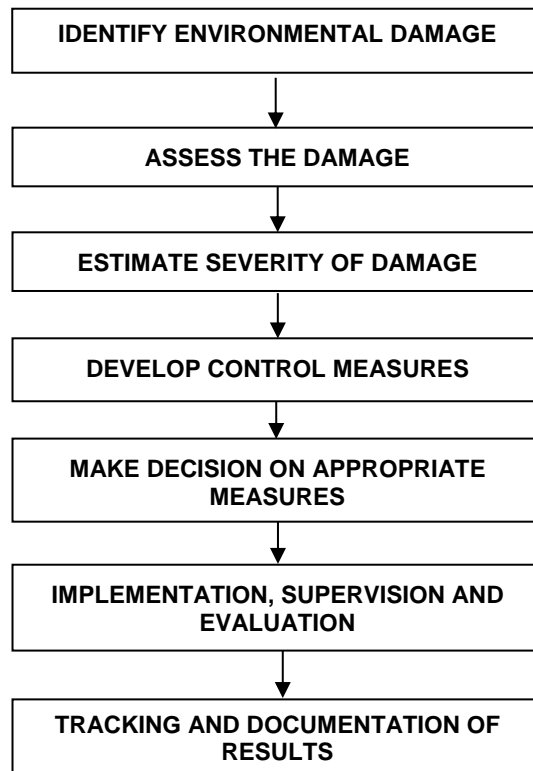 IDENTIFY ENVIRONMENTAL DAMAGE
ASSESS THE DAMAGE
ESTIMATE SEVERITY OF DAMAGE
DEVELOP CONTROL MEASURES
MAKE DECISION ON APPROPRIATE
MEASURES
IMPLEMENTATION, SUPERVISION AND
EVALUATION
TRACKING AND DOCUMENTATION OF
RESULTS